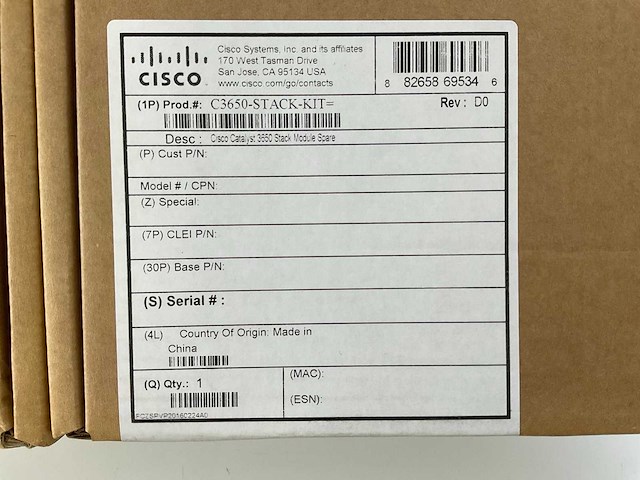 CISCO
Cisco Systems, Inc. and its affiliates
170 West Tasman Drive
San Jose, CA 95134 USA
www.cisco.com/go/contacts
8 82658 69534 6
(1P) Prod.#: C3650-STACK-KIT=
Rev: D0
Desc : Cisco Catalyst 3650 Stack Module Spare
(P) Cust P/N:
Model # / CPN:
(Z) Special:
(7P) CLEI P/N:
(30P) Base P/N:
(S) Serial # :
(4L) Country Of Origin: Made in
China
(Q) Qty.: 1
(MAC):
(ESN):